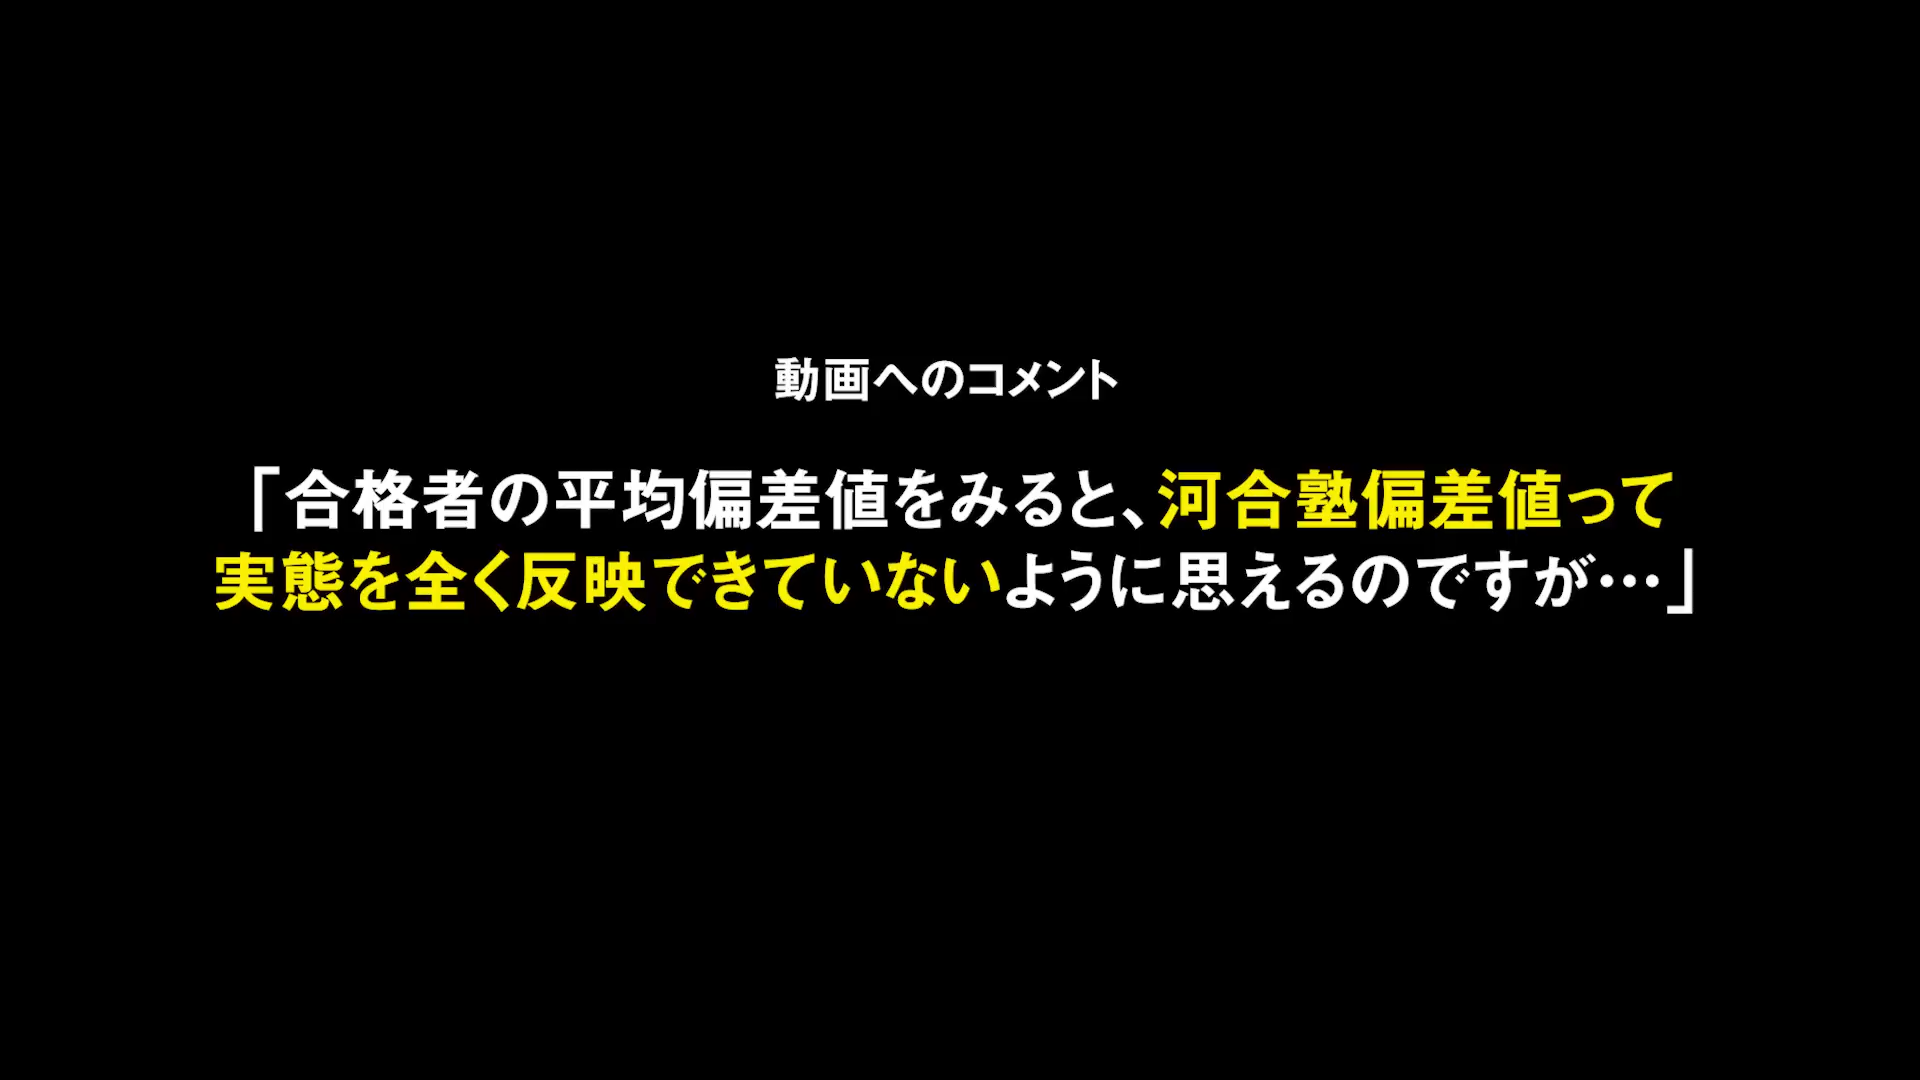 動画へのコメント
「合格者の平均偏差値をみると、河合塾偏差値って
実態を全く反映できていないように思えるのですが…」